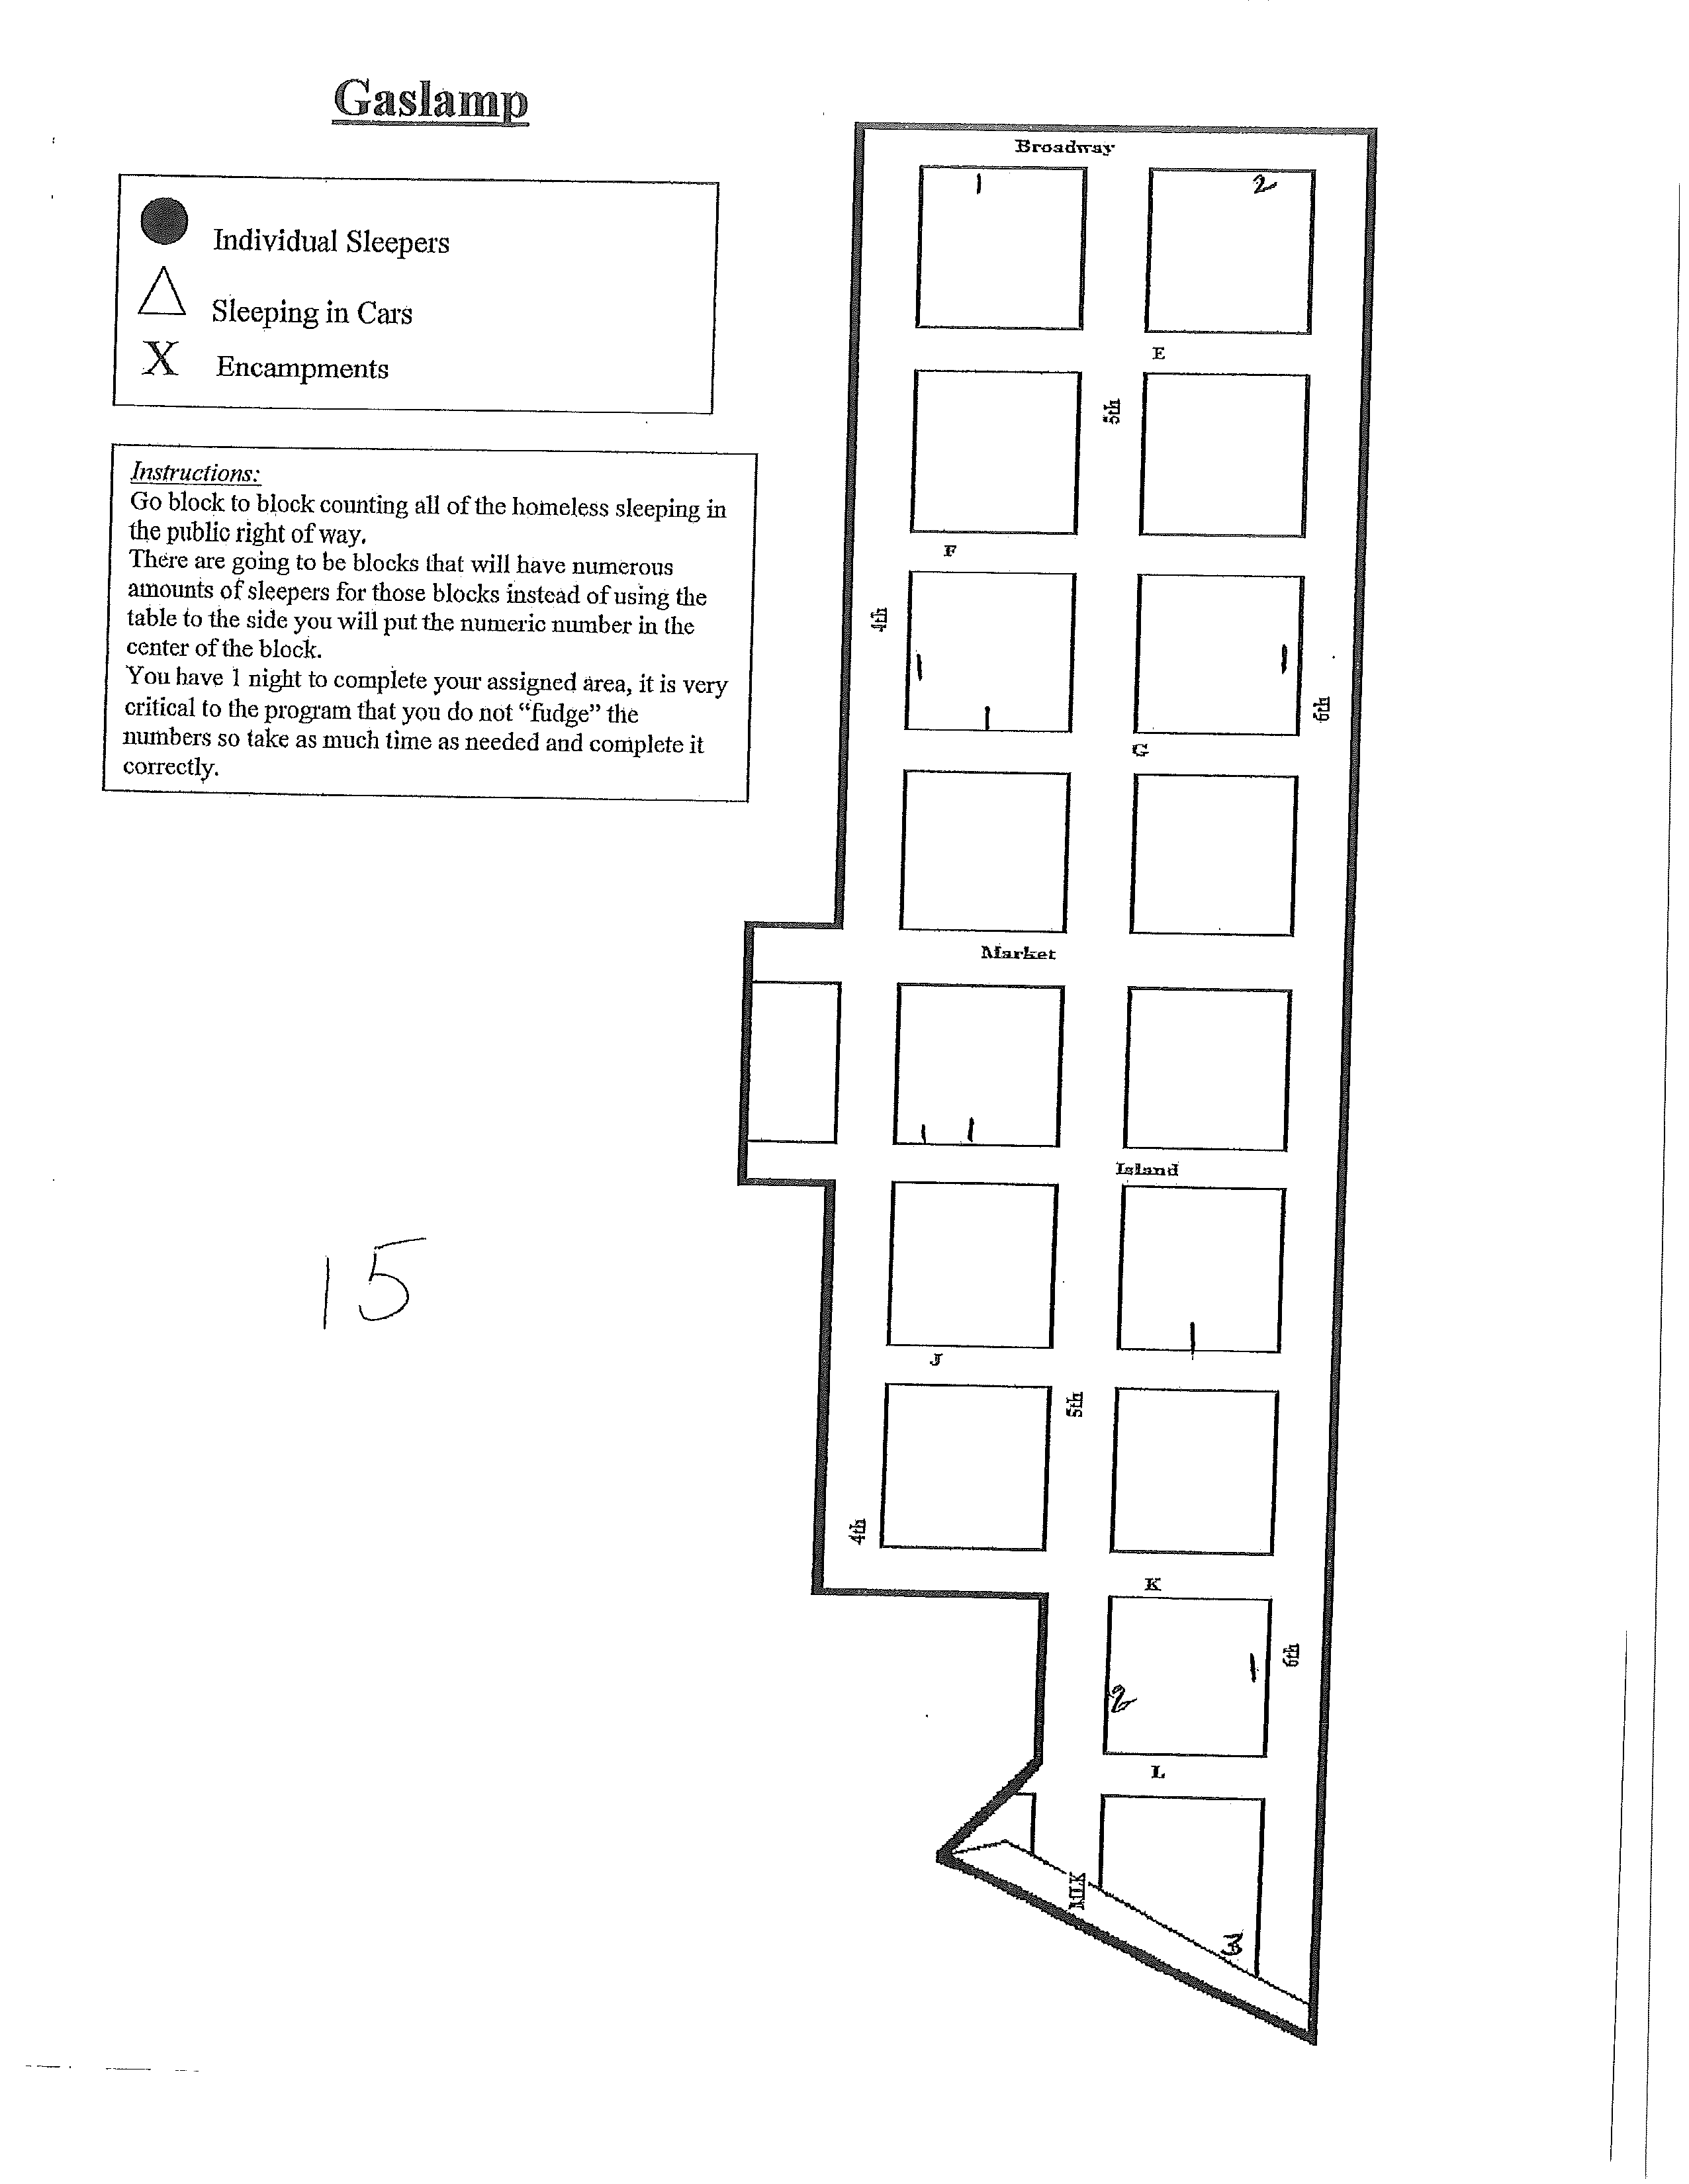 Gaslamp
Individual Sleepers
Sleeping in Cars
X Encampments
Instructions:
Go block to block counting all of the homeless sleeping in
the public right of way.
There are going to be blocks that will have numerous
amounts of sleepers for those blocks instead of using the
table to the side you will put the numeric number in the
center of the block.
You have 1 night to complete your assigned area, it is very
critical to the program that you do not “fudge” the
numbers so take as much time as needed and complete it
correctly.
15
Broadway
1
2
E
5th
F
4th
1
1
1
6th
G
Market
1
1
Island
1
J
5th
4th
K
1
6th
2
L
MLK
3